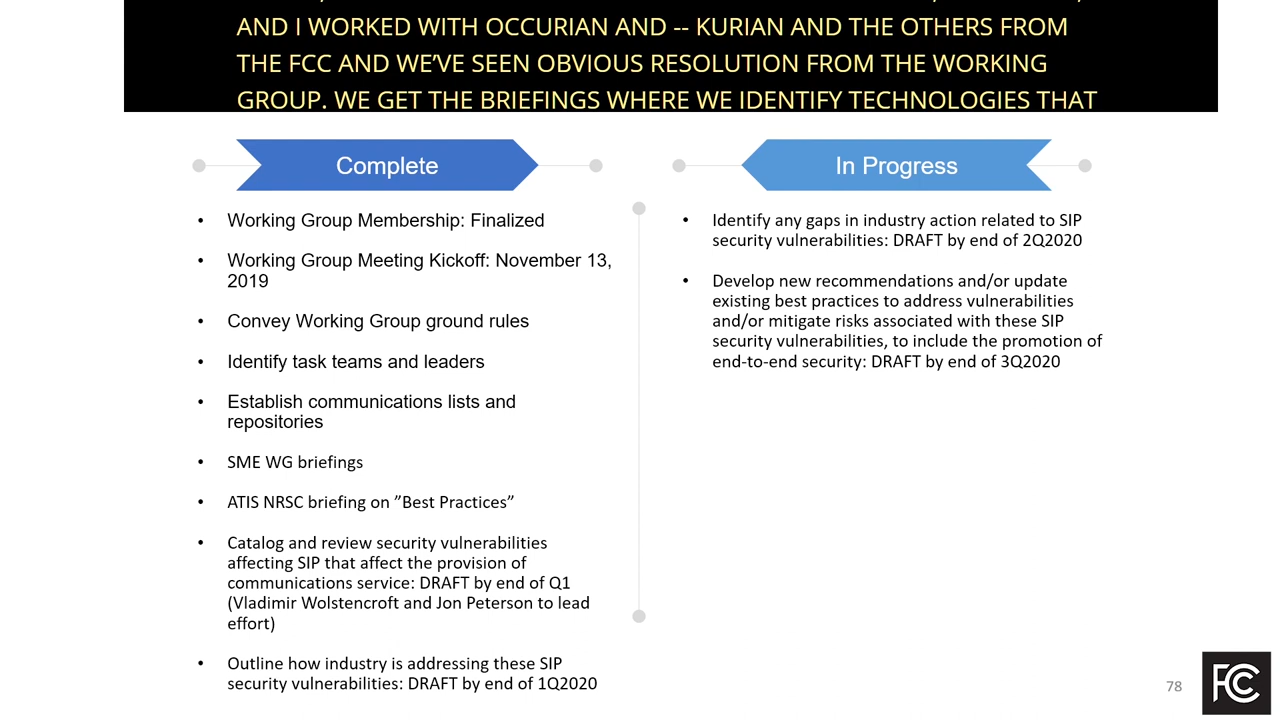 AND I WORKED WITH OCCURIAN AND -- KURIAN AND THE OTHERS FROM
THE FCC AND WE’VE SEEN OBVIOUS RESOLUTION FROM THE WORKING
GROUP. WE GET THE BRIEFINGS WHERE WE IDENTIFY TECHNOLOGIES THAT
Complete
• Working Group Membership: Finalized
• Working Group Meeting Kickoff: November 13,
2019
• Convey Working Group ground rules
• Identify task teams and leaders
• Establish communications lists and
repositories
• SME WG briefings
• ATIS NRSC briefing on ”Best Practices”
• Catalog and review security vulnerabilities
affecting SIP that affect the provision of
communications service: DRAFT by end of Q1
(Vladimir Wolstencroft and Jon Peterson to lead
effort)
• Outline how industry is addressing these SIP
security vulnerabilities: DRAFT by end of 1Q2020
In Progress
• Identify any gaps in industry action related to SIP
security vulnerabilities: DRAFT by end of 2Q2020
• Develop new recommendations and/or update
existing best practices to address vulnerabilities
and/or mitigate risks associated with these SIP
security vulnerabilities, to include the promotion of
end-to-end security: DRAFT by end of 3Q2020
78
FCC